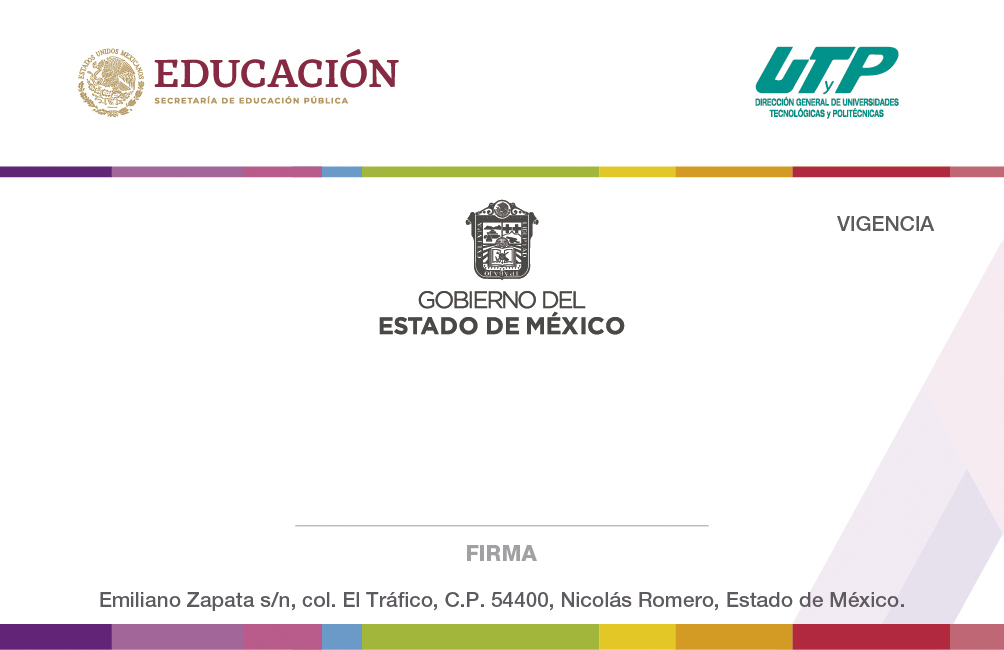 ESTADOS UNIDOS MEXICANOS
EDUCACIÓN
SECRETARÍA DE EDUCACIÓN PÚBLICA
UTyP
DIRECCIÓN GENERAL DE UNIVERSIDADES
TECNOLÓGICAS y POLITÉCNICAS
VIGENCIA
GOBIERNO DEL
ESTADO DE MÉXICO
FIRMA
Emiliano Zapata s/n, col. El Tráfico, C.P. 54400, Nicolás Romero, Estado de México.